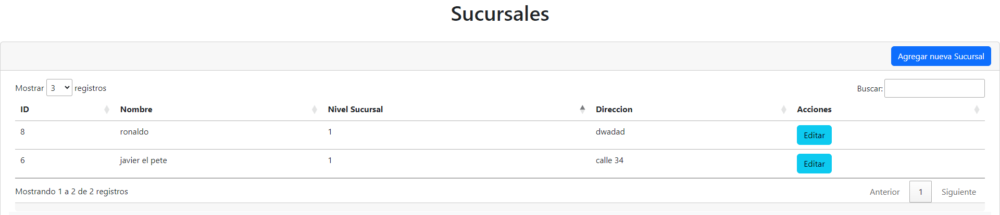 Sucursales
Agregar nueva Sucursal
Mostrar 3 registros Buscar:
ID Nombre Nivel Sucursal Direccion Acciones
8 ronaldo 1 dwadad Editar
6 javier el pete 1 calle 34 Editar
Mostrando 1 a 2 de 2 registros Anterior 1 Siguiente